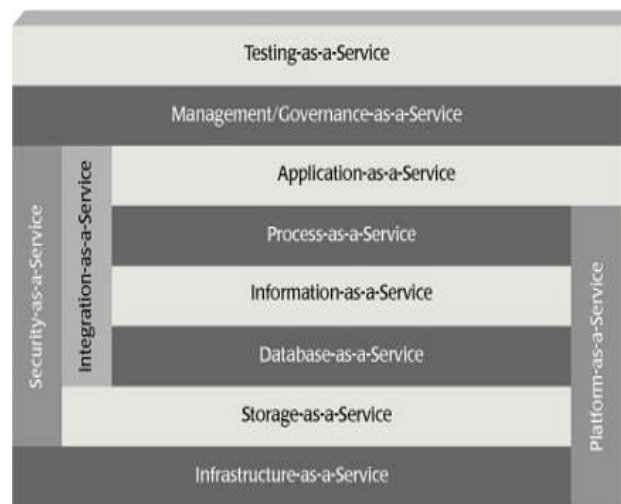 Testing-as-a-Service
Management/Governance-as-a-Service
Security-as-a-Service
Integration-as-a-Service
Application-as-a-Service
Process-as-a-Service
Information-as-a-Service
Database-as-a-Service
Storage-as-a-Service
Infrastructure-as-a-Service
Platform-as-a-Service